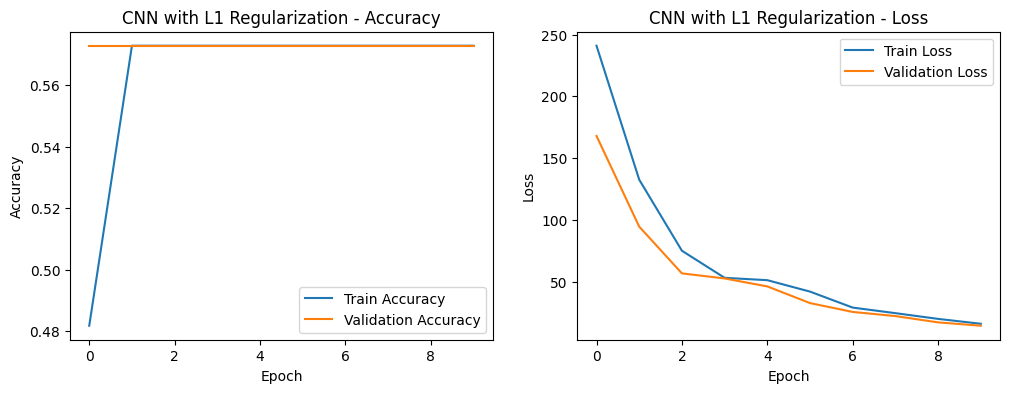 CNN with L1 Regularization - Accuracy
0.56
0.54
0.52
0.50
0.48
Accuracy
0
2
4
6
8
Epoch
Train Accuracy
Validation Accuracy
CNN with L1 Regularization - Loss
250
200
150
100
50
Loss
0
2
4
6
8
Epoch
Train Loss
Validation Loss